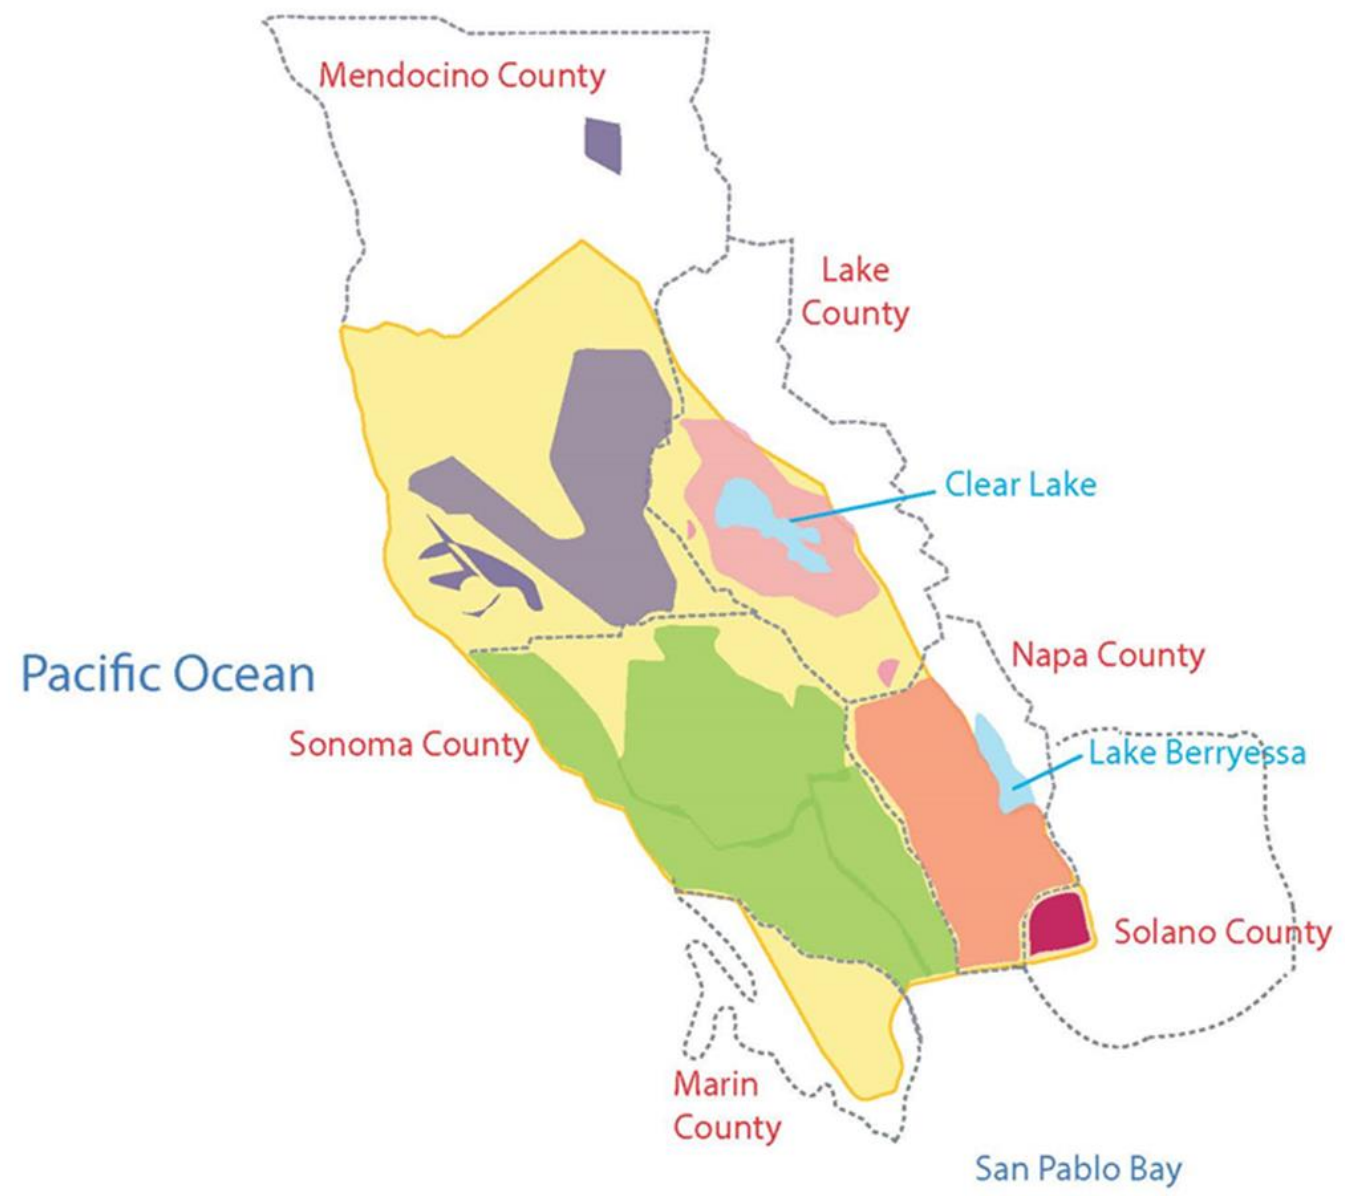 Mendocino County
Lake
County
Clear Lake
Napa County
Pacific Ocean
Sonoma County
Lake Berryessa
Solano County
Marin
County
San Pablo Bay